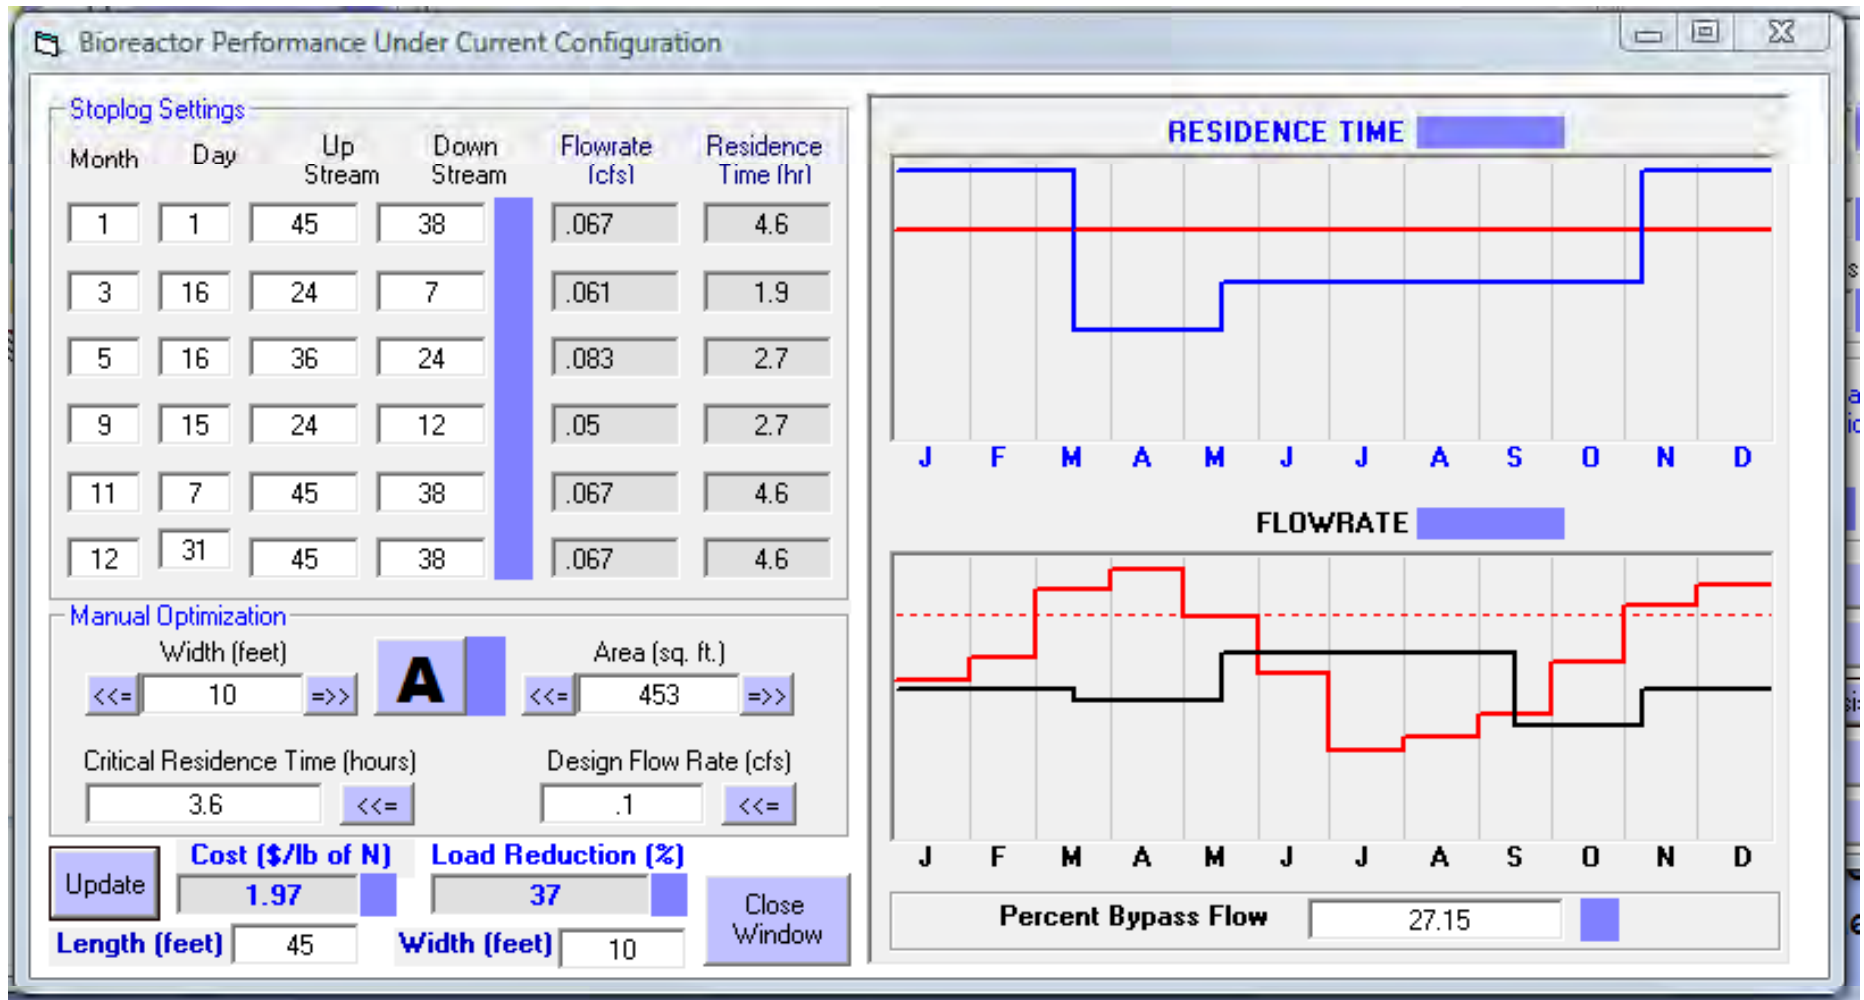 Bioreactor Performance Under Current Configuration
Stoplog Settings
Month Day Up Stream Down Stream Flowrate (cfs) Residence Time (hr)
1 1 45 38 .067 4.6
3 16 24 7 .061 1.9
5 16 36 24 .083 2.7
9 15 24 12 .05 2.7
11 7 45 38 .067 4.6
12 31 45 38 .067 4.6
Manual Optimization
Width (feet) Area (sq. ft.)
<<= 10 =>> A <<= 453 =>>
Critical Residence Time (hours) Design Flow Rate (cfs)
3.6 <<= .1 <<=
Update Cost ($/lb of N) Load Reduction (%)
1.97 37
Length (feet) 45 Width (feet) 10
Close Window
RESIDENCE TIME
J F M A M J J A S O N D
FLOWRATE
J F M A M J J A S O N D
Percent Bypass Flow 27.15